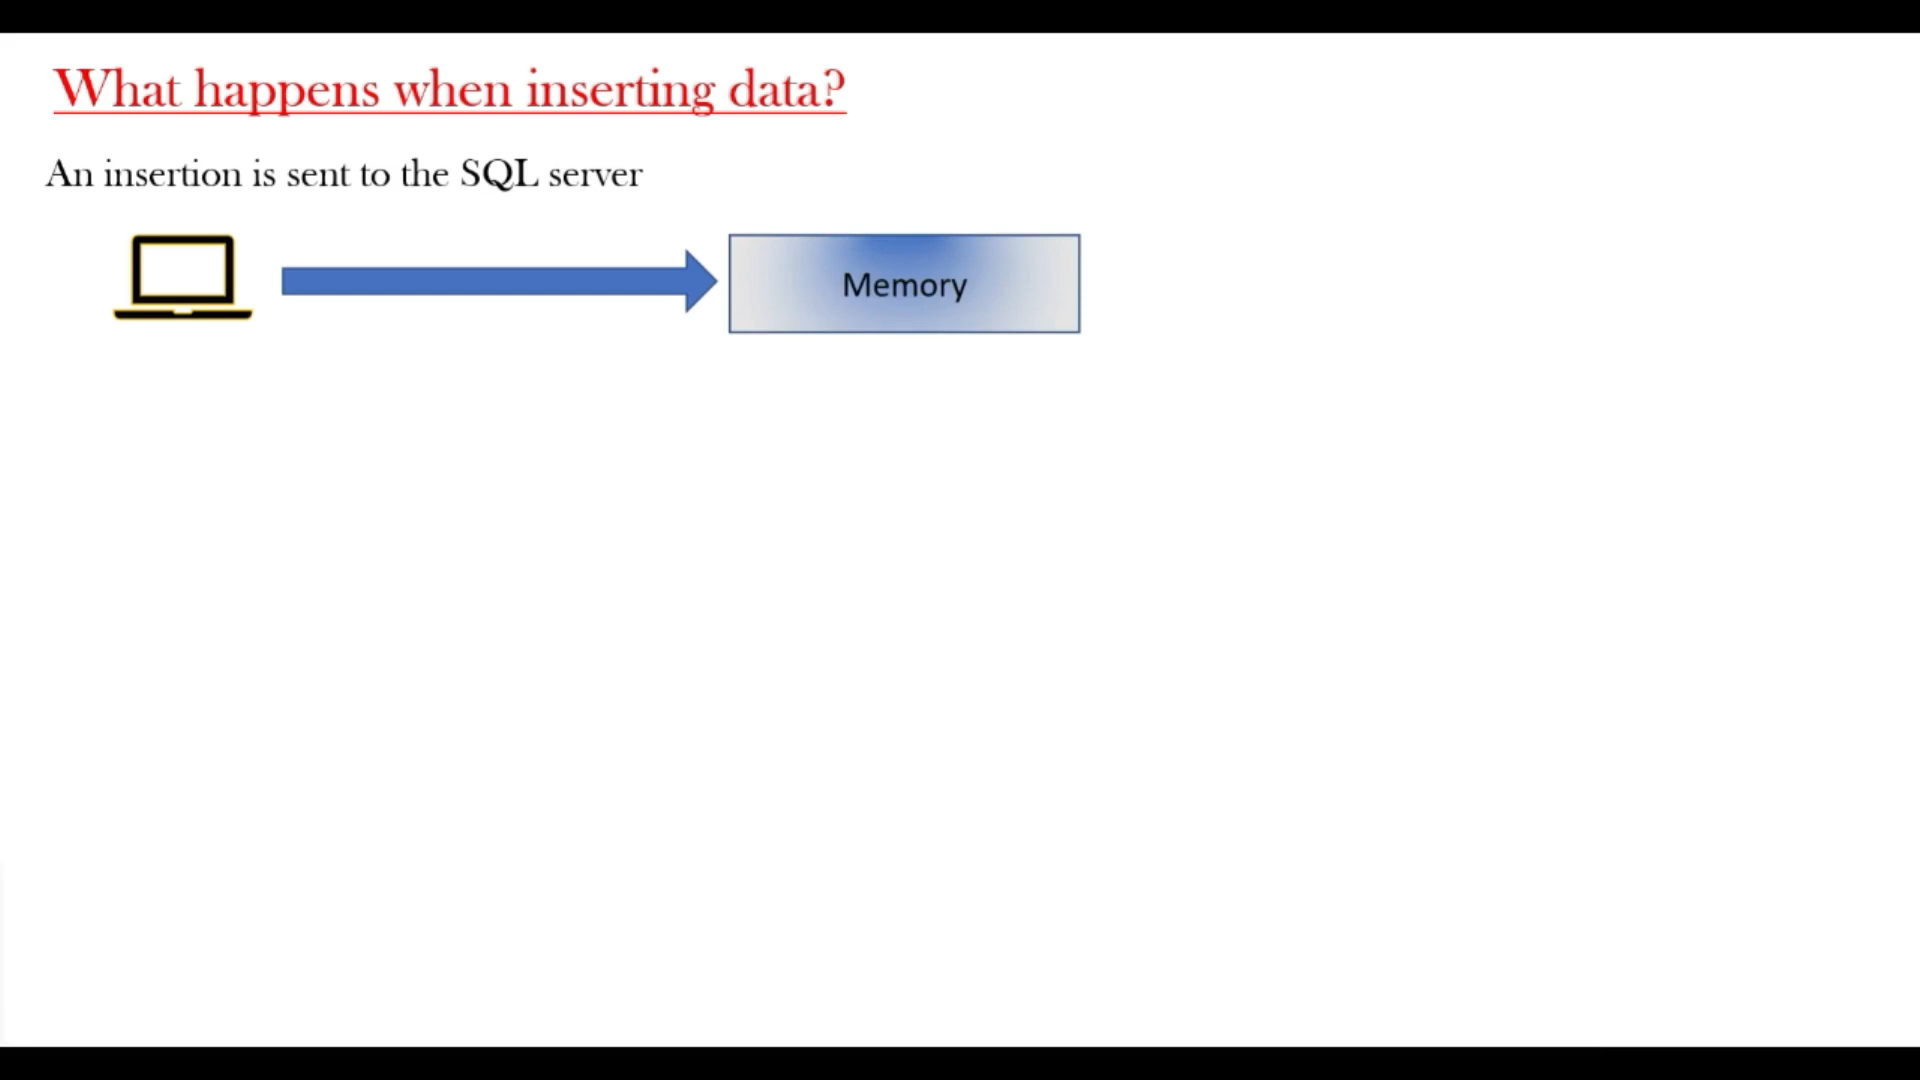 What happens when inserting data?
An insertion is sent to the SQL server
Memory